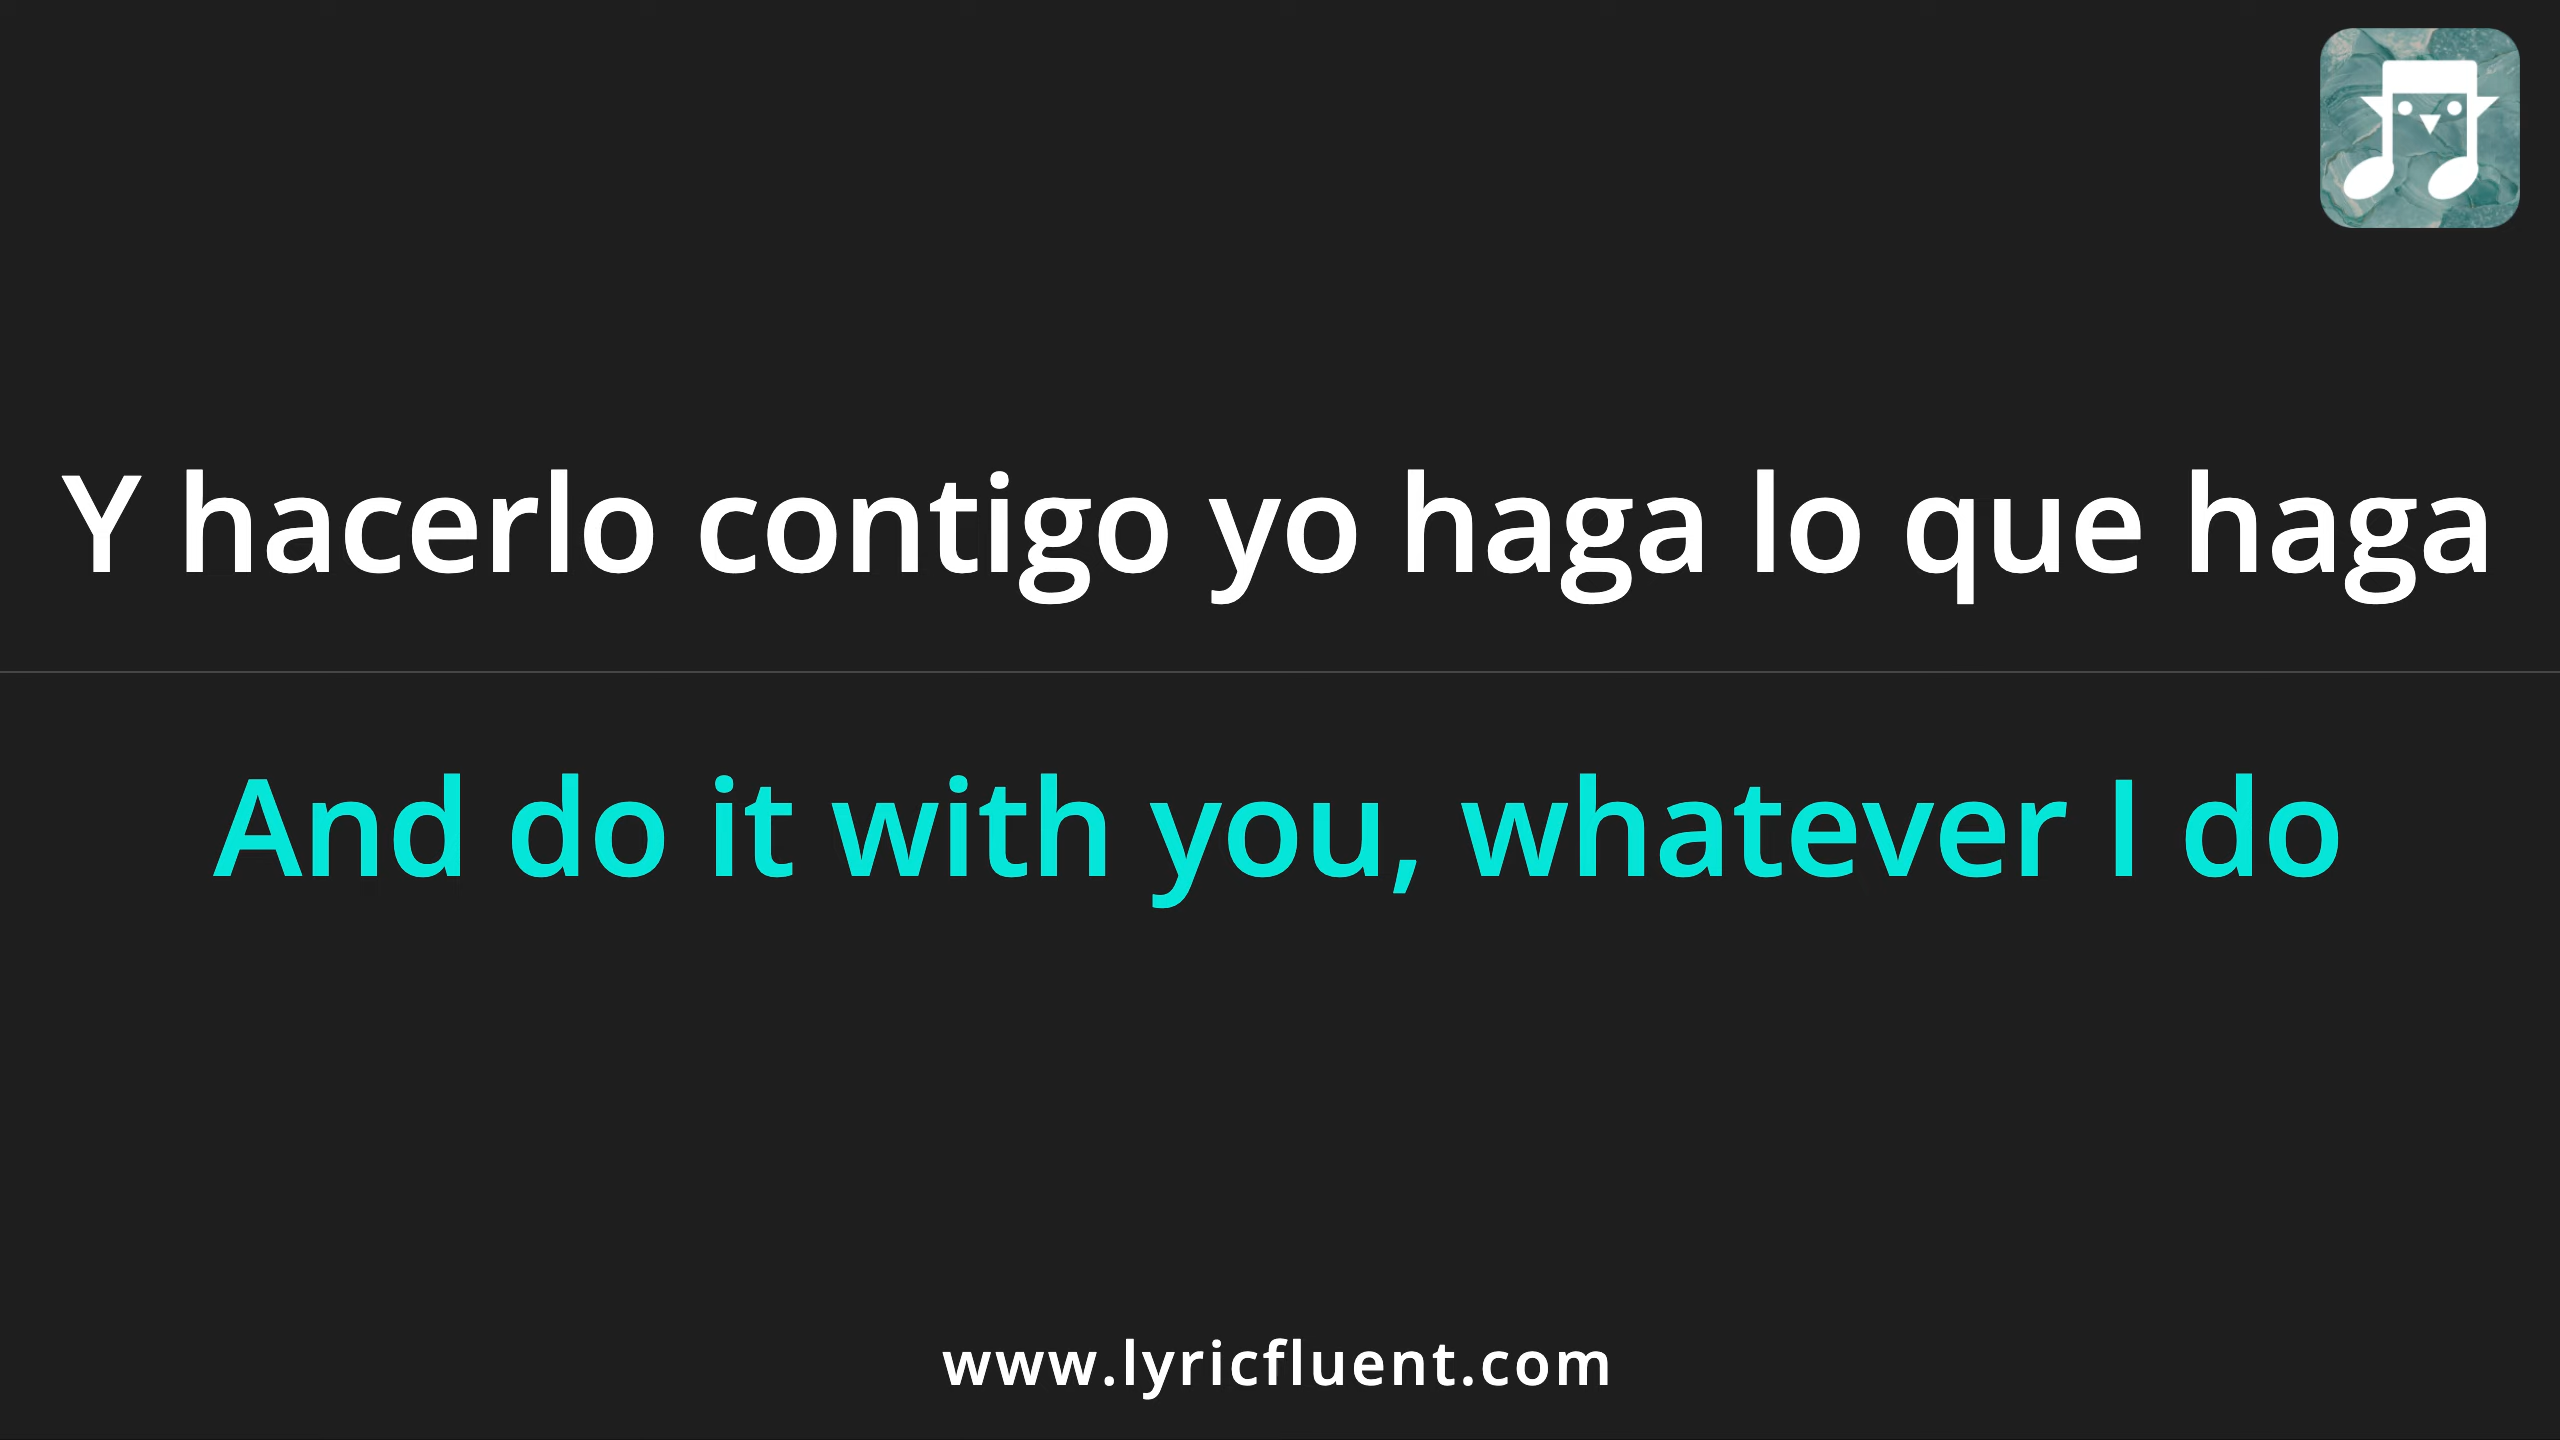 Y hacerlo contigo yo haga lo que haga
And do it with you, whatever I do
www.lyricfluent.com